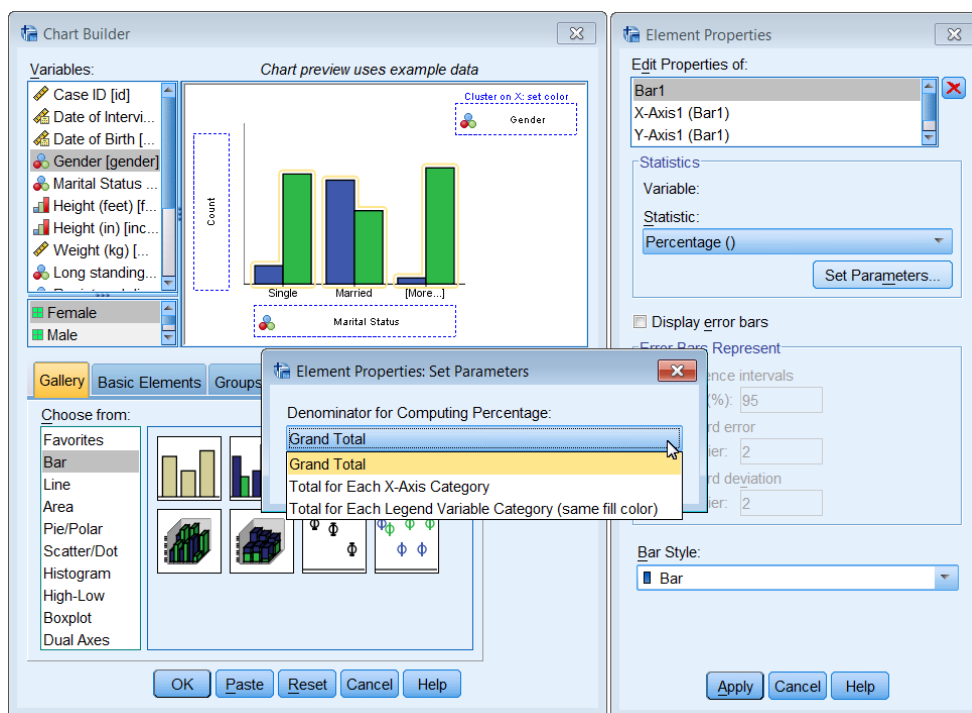 Chart Builder
Variables:
Chart preview uses example data
Case ID [id]
Date of Intervi...
Date of Birth [...
Gender [gender]
Marital Status ...
Height (feet) [f...
Height (in) [inc...
Weight (kg) [...
Long standing...
Female
Male
Cluster on X: set color
Gender
Count
Single
Married
[More...]
Marital Status
Gallery
Basic Elements
Groups
Choose from:
Favorites
Bar
Line
Area
Pie/Polar
Scatter/Dot
Histogram
High-Low
Boxplot
Dual Axes
OK
Paste
Reset
Cancel
Help
Element Properties: Set Parameters
Denominator for Computing Percentage:
Grand Total
Grand Total
Total for Each X-Axis Category
Total for Each Legend Variable Category (same fill color)
Element Properties
Edit Properties of:
Bar1
X-Axis1 (Bar1)
Y-Axis1 (Bar1)
Statistics
Variable:
Statistic:
Percentage ()
Set Parameters...
Display error bars
Error Bars Represent
ence intervals
(%): 95
rd error
ier: 2
rd deviation
ier: 2
Bar Style:
Bar
Apply
Cancel
Help